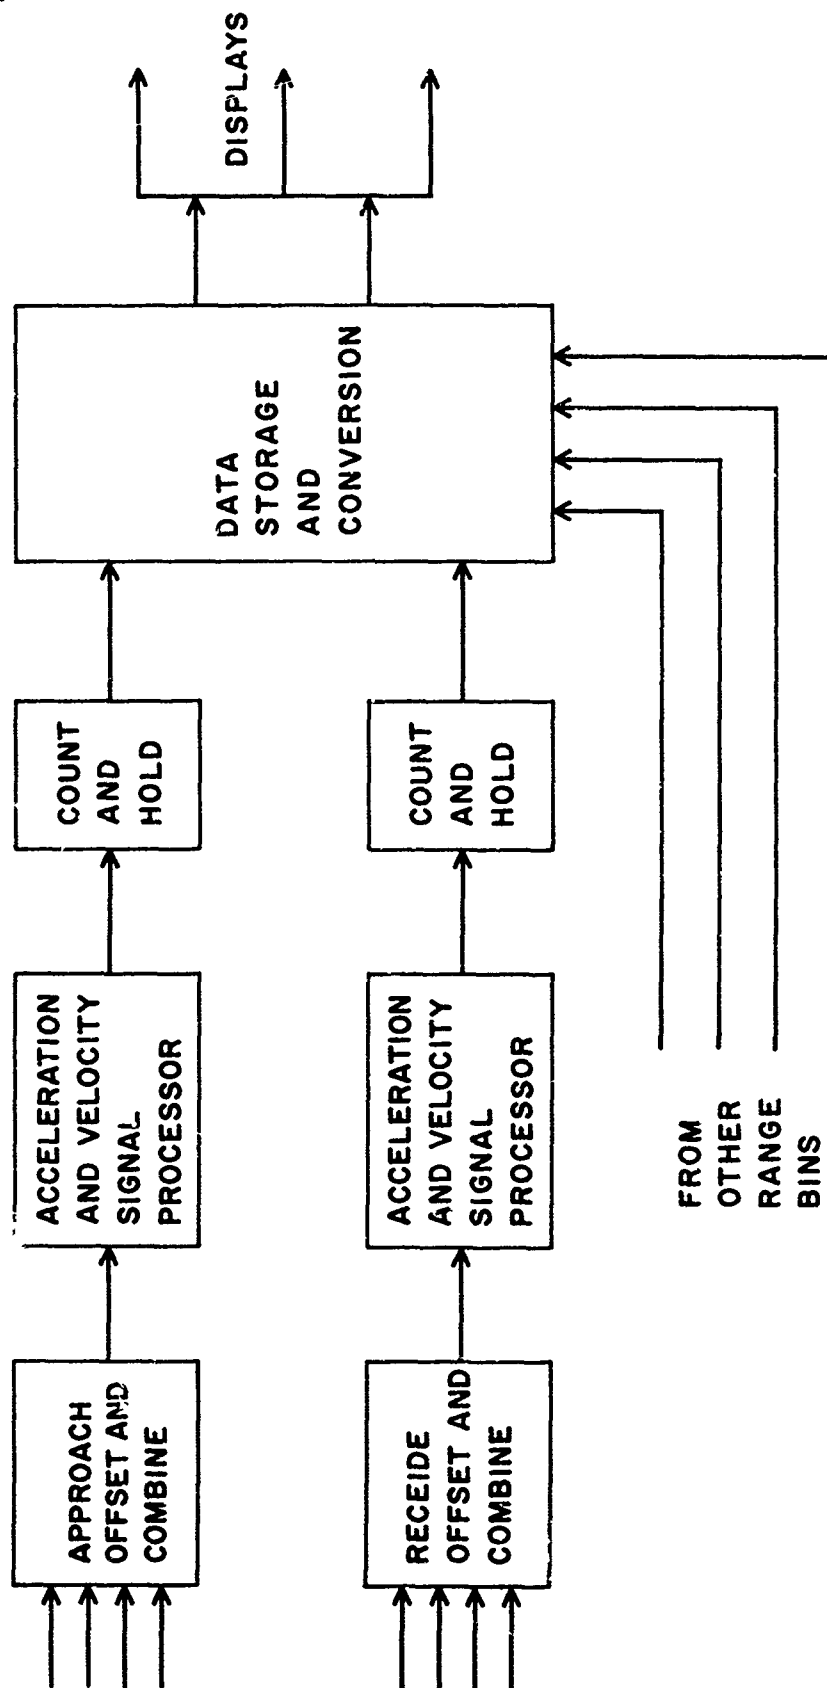 APPROACH
OFFSET AND
COMBINE
ACCELERATION
AND VELOCITY
SIGNAL
PROCESSOR
COUNT
AND
HOLD
RECEIDE
OFFSET AND
COMBINE
ACCELERATION
AND VELOCITY
SIGNAL
PROCESSOR
COUNT
AND
HOLD
DATA
STORAGE
AND
CONVERSION
DISPLAYS
FROM
OTHER
RANGE
BINS